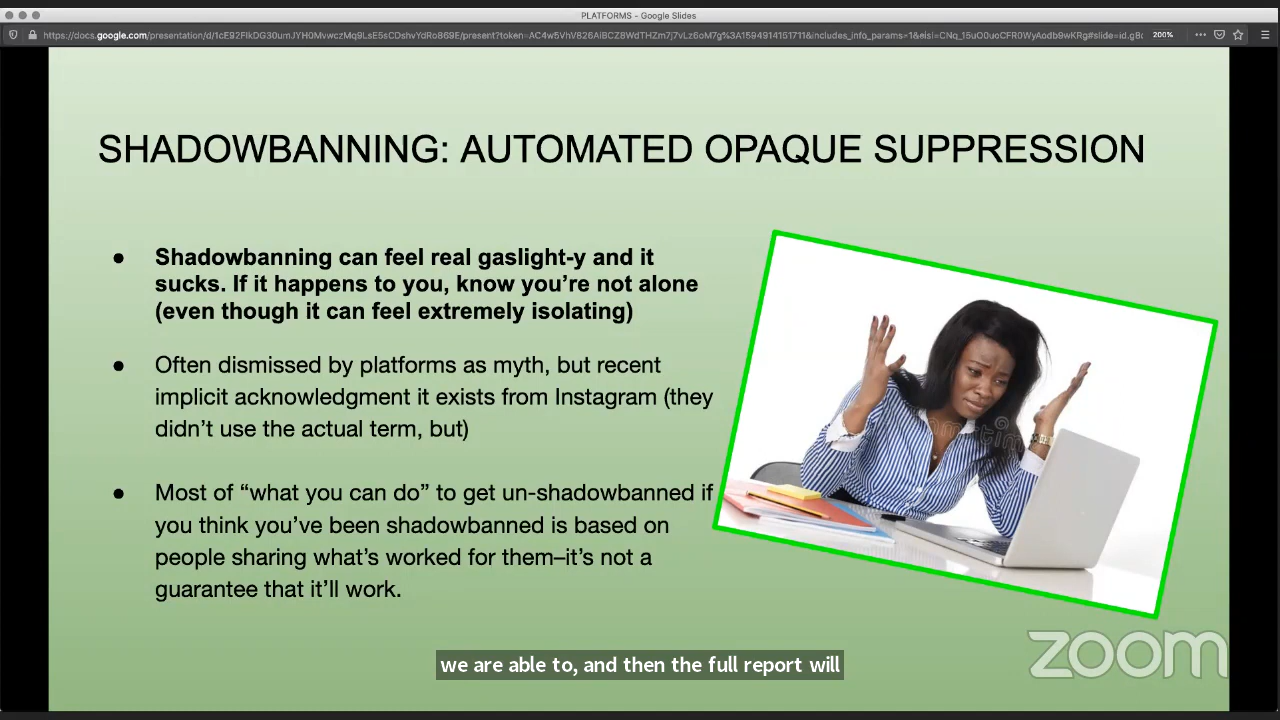 PLATFORMS - Google Slides
200%
SHADOWBANNING: AUTOMATED OPAQUE SUPPRESSION
● Shadowbanning can feel real gaslight-y and it
sucks. If it happens to you, know you’re not alone
(even though it can feel extremely isolating)
● Often dismissed by platforms as myth, but recent
implicit acknowledgment it exists from Instagram (they
didn’t use the actual term, but)
● Most of “what you can do” to get un-shadowbanned if
you think you’ve been shadowbanned is based on
people sharing what’s worked for them–it’s not a
guarantee that it’ll work.
we are able to, and then the full report will
zoom